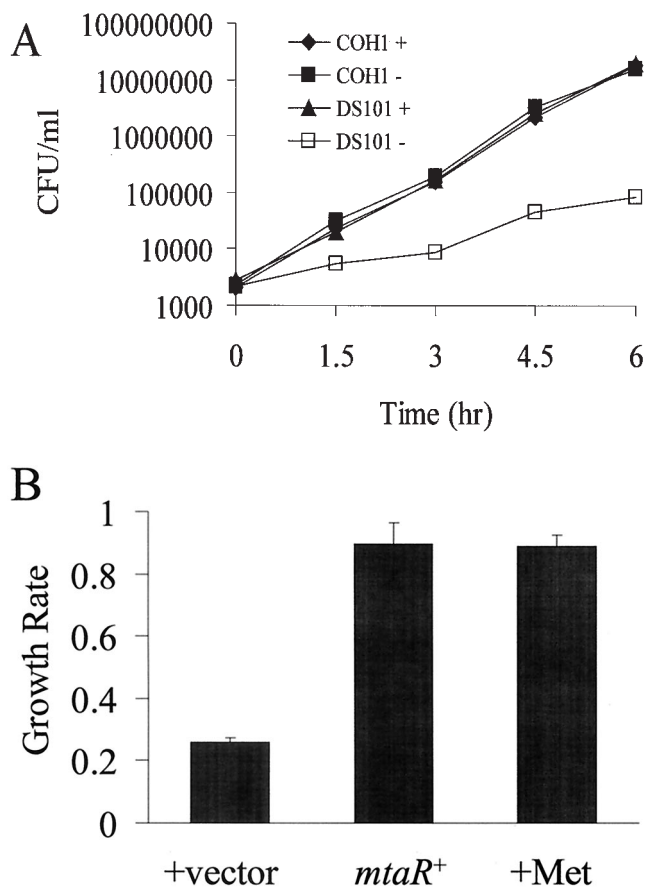 A
CFU/ml
100000000
10000000
1000000
100000
10000
1000
COH1 +
COH1 -
DS101 +
DS101 -
0 1.5 3 4.5 6
Time (hr)
B
Growth Rate
1
0.8
0.6
0.4
0.2
0
+vector mtaR+ +Met